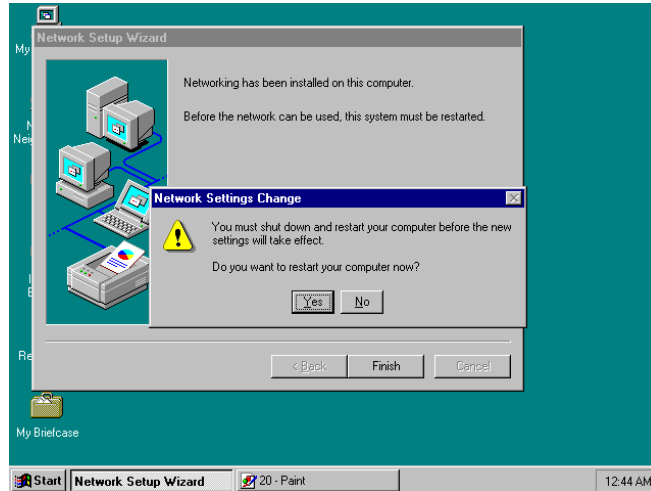 My
Network Setup Wizard
Networking has been installed on this computer.
Before the network can be used, this system must be restarted.
N
Neig
Network Settings Change
You must shut down and restart your computer before the new
settings will take effect.
Do you want to restart your computer now?
Yes No
I
E
Re
< Back Finish Cancel
My Briefcase
Start Network Setup Wizard 20 - Paint 12:44 AM